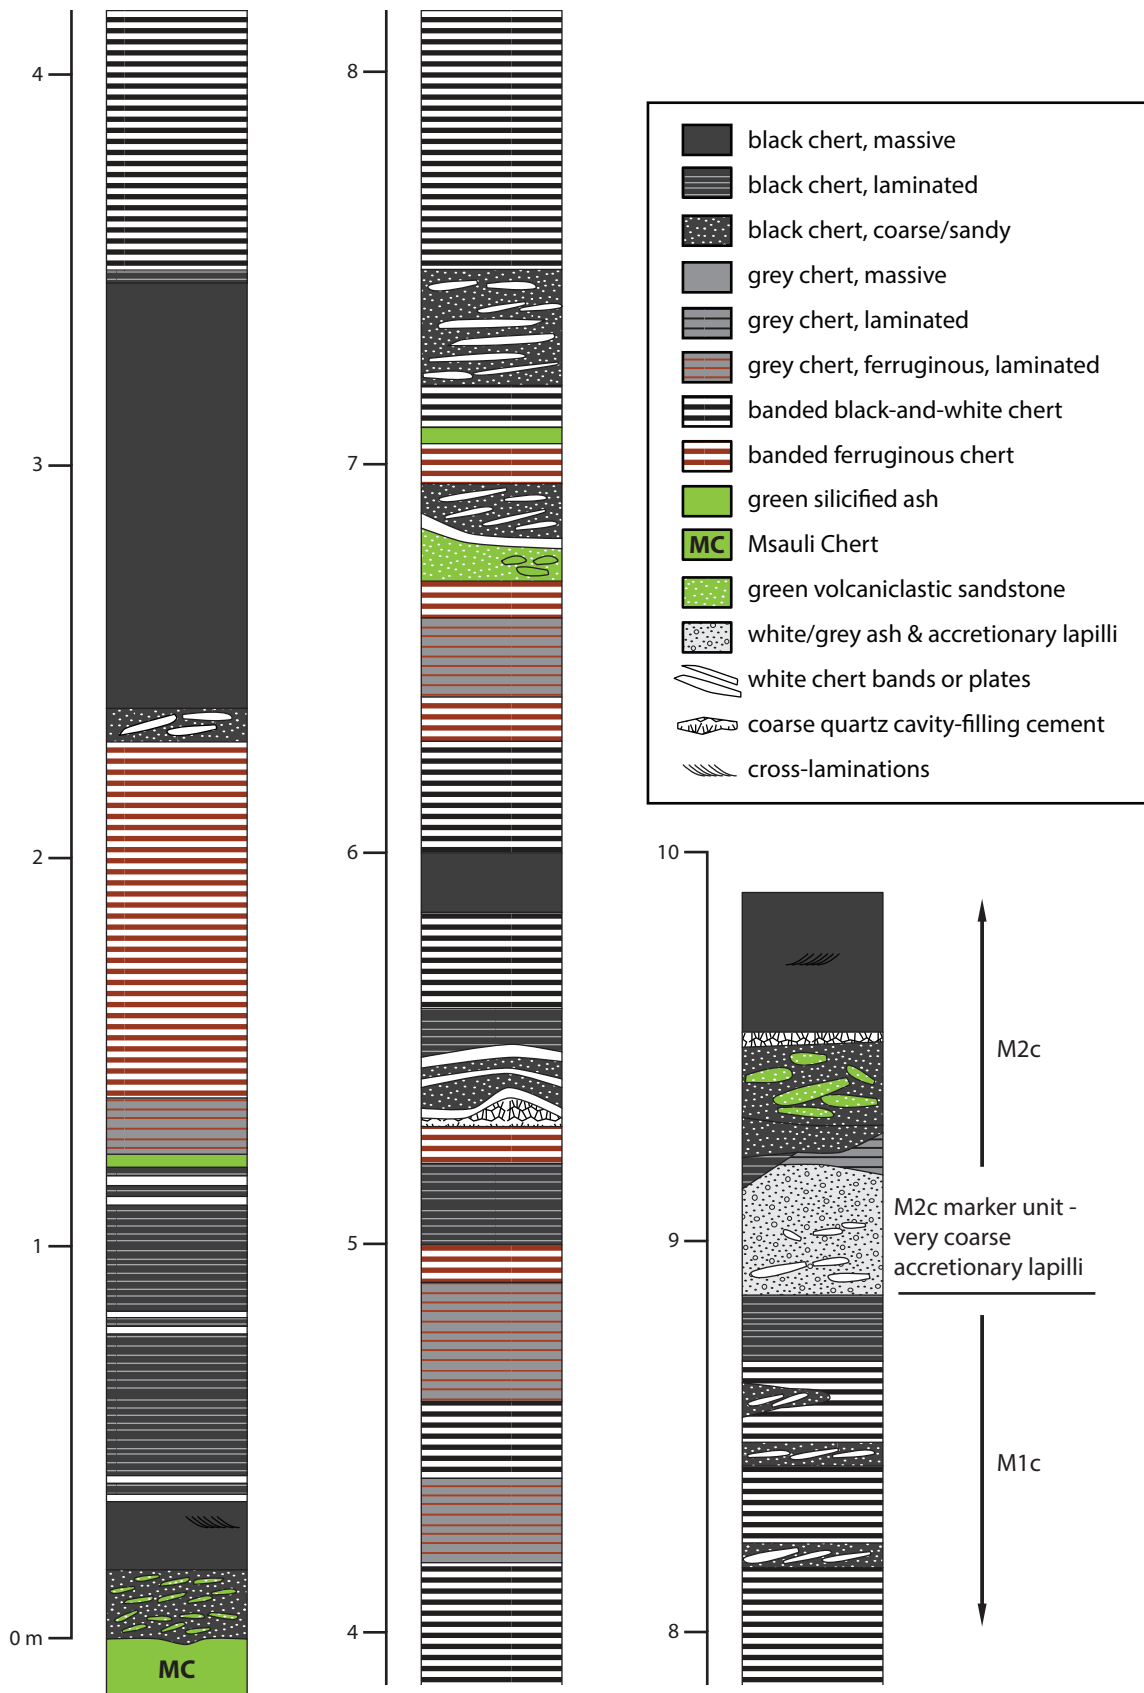 4
3
2
1
0 m
MC
8
7
6
5
4
black chert, massive
black chert, laminated
black chert, coarse/sandy
grey chert, massive
grey chert, laminated
grey chert, ferruginous, laminated
banded black-and-white chert
banded ferruginous chert
green silicified ash
MC Msauli Chert
green volcaniclastic sandstone
white/grey ash & accretionary lapilli
white chert bands or plates
coarse quartz cavity-filling cement
cross-laminations
10
9
8
M2c
M2c marker unit -
very coarse
accretionary lapilli
M1c